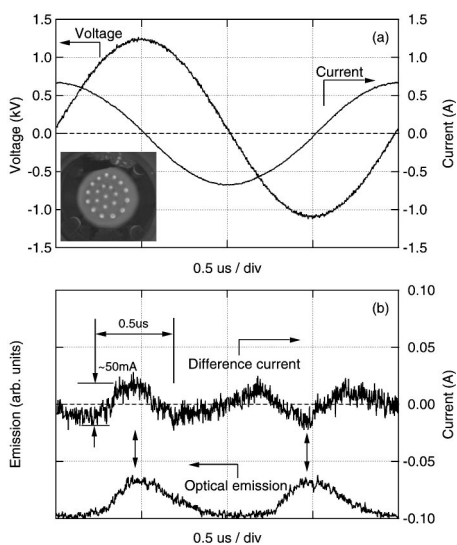 1.5
1.0
0.5
0.0
-0.5
-1.0
-1.5
Voltage (kV)
Voltage
Current
(a)
1.5
1.0
0.5
0.0
-0.5
-1.0
-1.5
Current (A)
0.5 us / div
Emission (arb. units)
0.5us
~50mA
(b)
Difference current
Optical emission
0.10
0.05
0.00
-0.05
-0.10
Current (A)
0.5 us / div